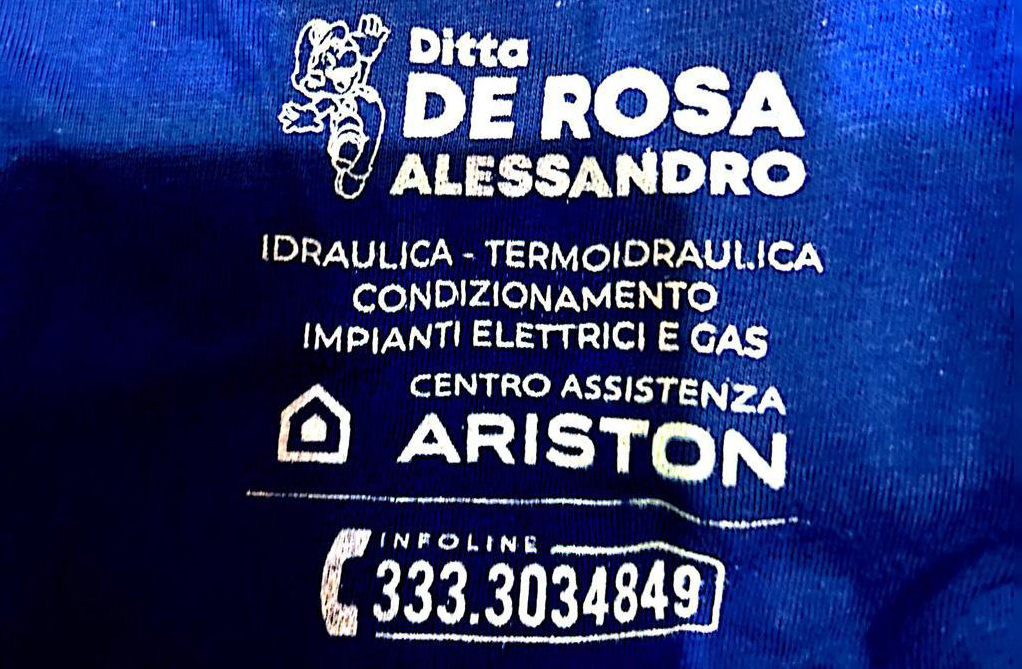 Ditta
DE ROSA
ALESSANDRO
IDRAULICA - TERMOIDRAULICA
CONDIZIONAMENTO
IMPIANTI ELETTRICI E GAS
CENTRO ASSISTENZA
ARISTON
INFOLINE
333.3034849